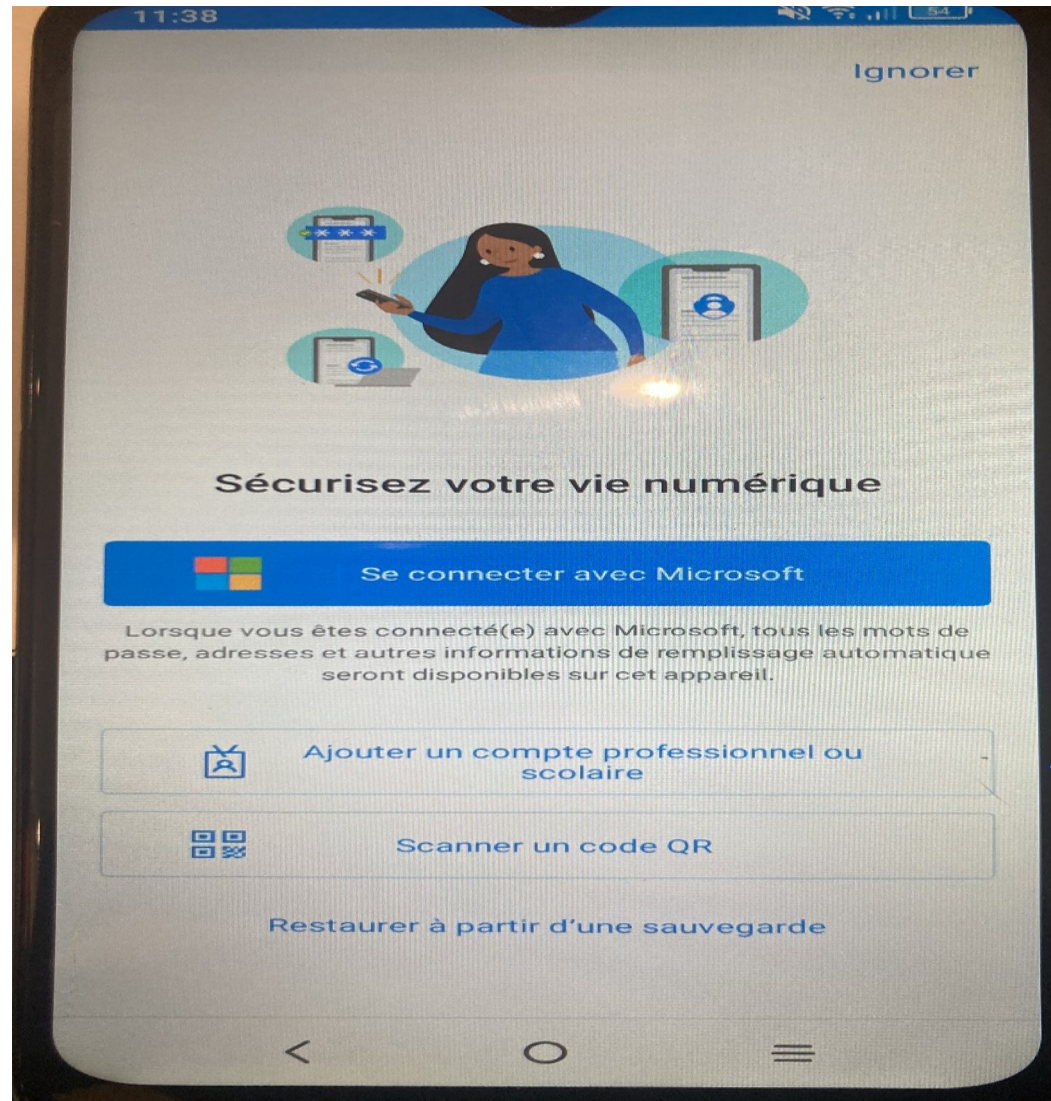 11:38
54
Ignorer
Sécurisez votre vie numérique
Se connecter avec Microsoft
Lorsque vous êtes connecté(e) avec Microsoft, tous les mots de
passe, adresses et autres informations de remplissage automatique
seront disponibles sur cet appareil.
Ajouter un compte professionnel ou
scolaire
Scanner un code QR
Restaurer à partir d'une sauvegarde